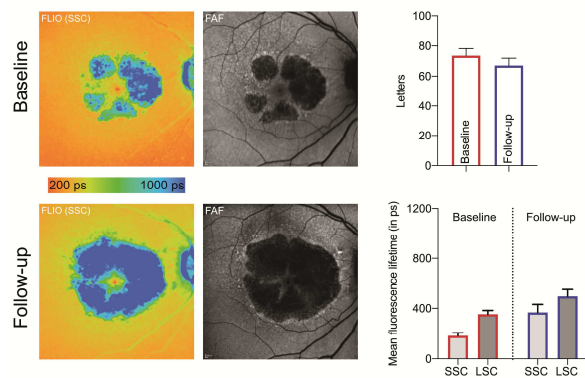 Baseline
FLIO (SSC)
FAF
Letters
100
80
60
40
20
0
Baseline
Follow-up
200 ps
1000 ps
Follow-up
FLIO (SSC)
FAF
Mean fluorescence lifetime (in ps)
1200
800
400
0
Baseline
Follow-up
SSC LSC SSC LSC